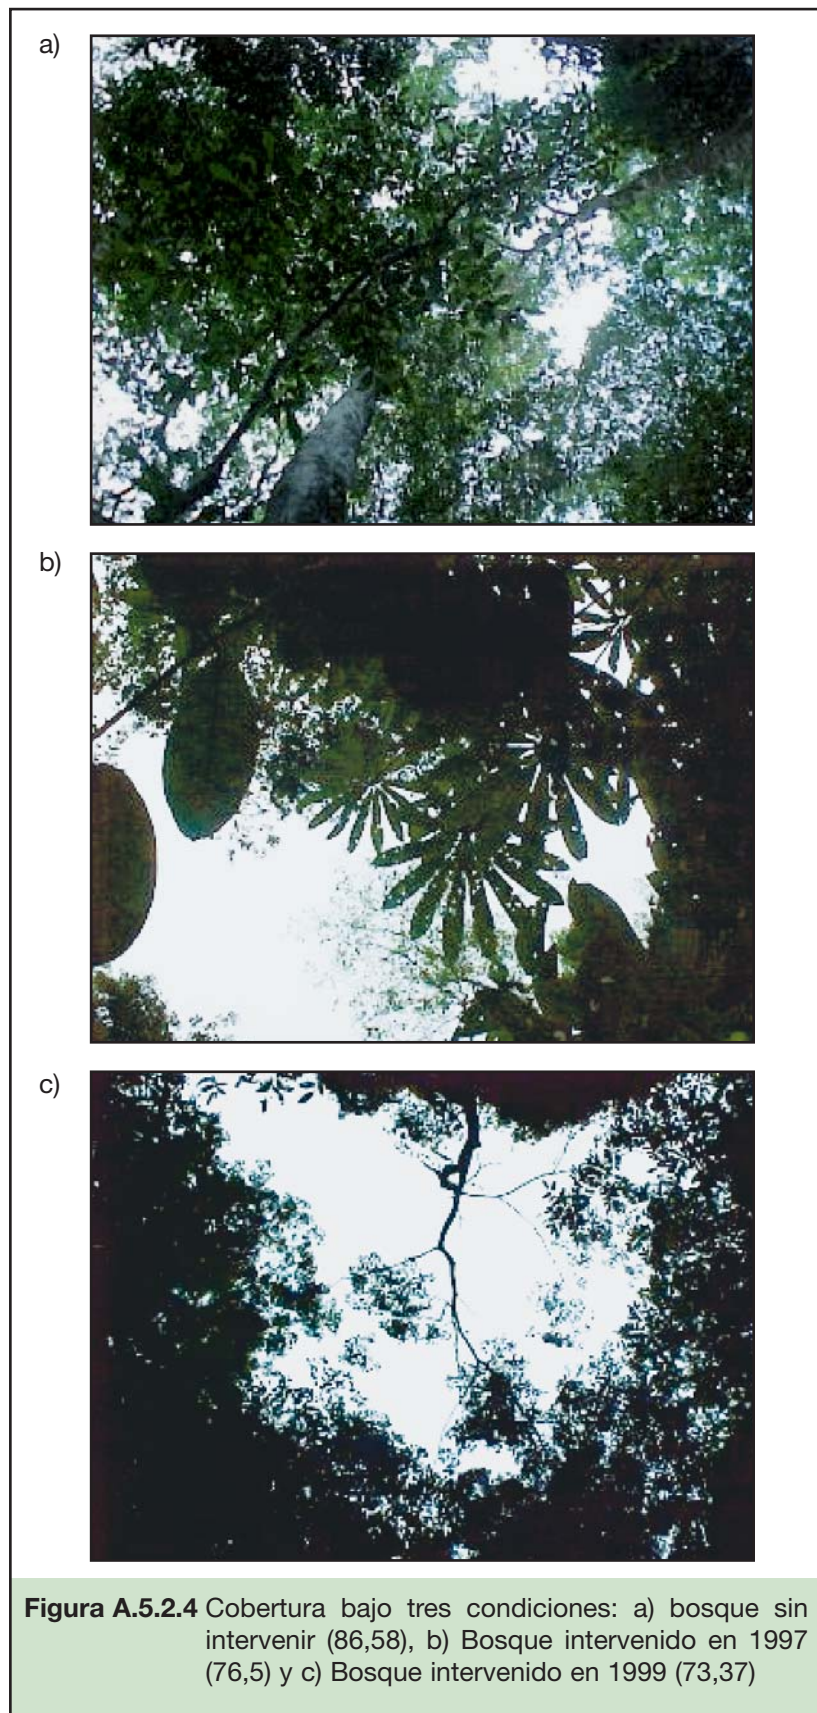 a)
b)
c)
Figura A.5.2.4 Cobertura bajo tres condiciones: a) bosque sin
intervenir (86,58), b) Bosque intervenido en 1997
(76,5) y c) Bosque intervenido en 1999 (73,37)